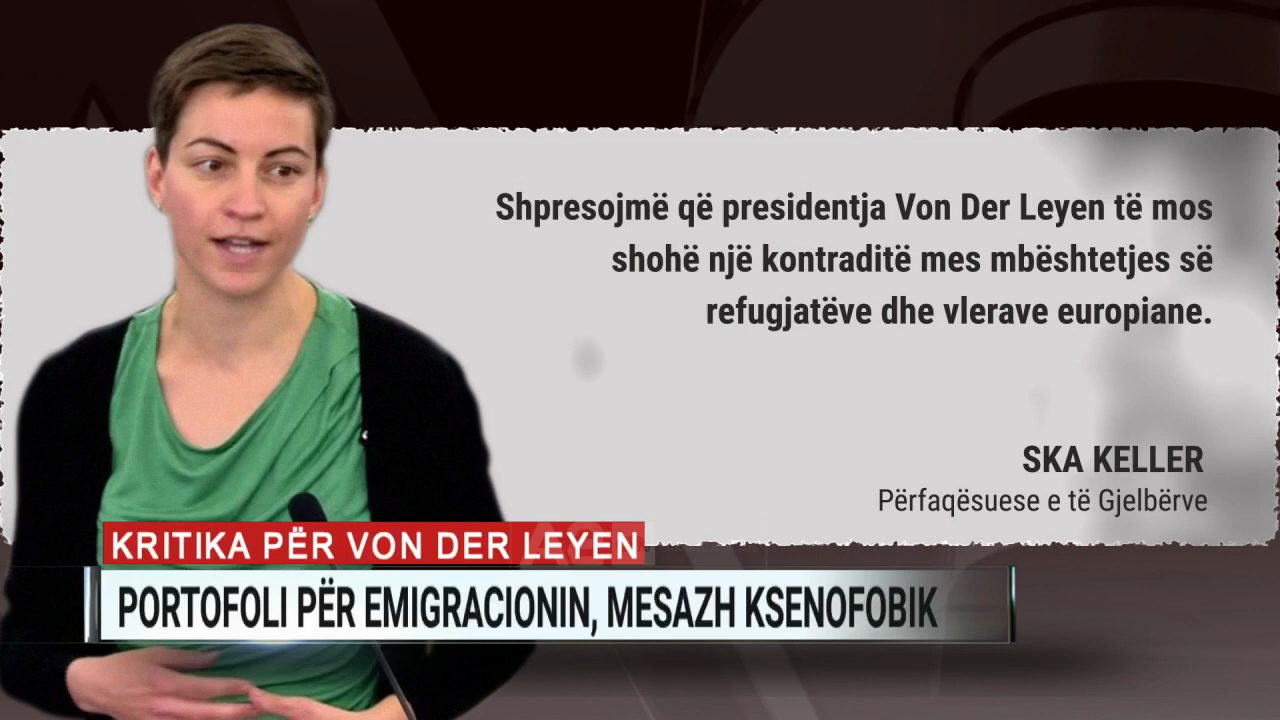 Shpresojmë që presidentja Von Der Leyen të mos
shohë një kontraditë mes mbështetjes së
refugjatëve dhe vlerave europiane.
SKA KELLER
Përfaqësuese e të Gjelbërve
KRITIKA PËR VON DER LEYEN
PORTOFOLI PËR EMIGRACIONIN, MESAZH KSENOFOBIK